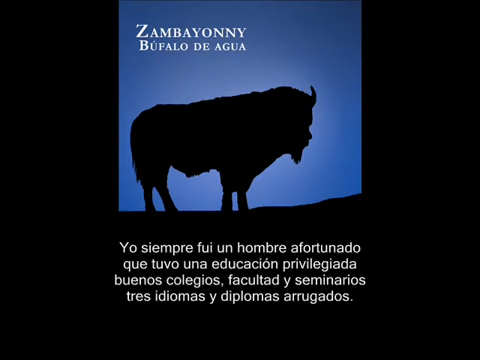 ZAMBAYONNY
BÚFALO DE AGUA
Yo siempre fui un hombre afortunado
que tuvo una educación privilegiada
buenos colegios, facultad y seminarios
tres idiomas y diplomas arrugados.